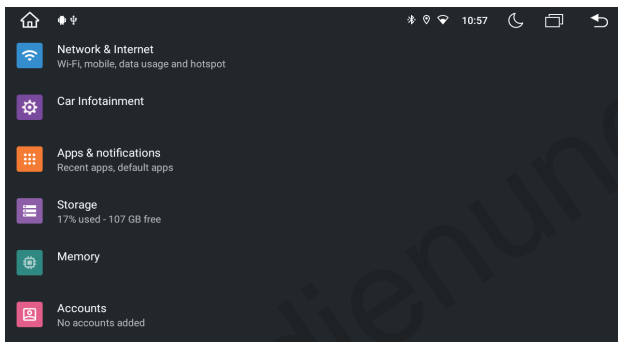 10:57
Network & Internet
Wi-Fi, mobile, data usage and hotspot
Car Infotainment
Apps & notifications
Recent apps, default apps
Storage
17% used - 107 GB free
Memory
Accounts
No accounts added